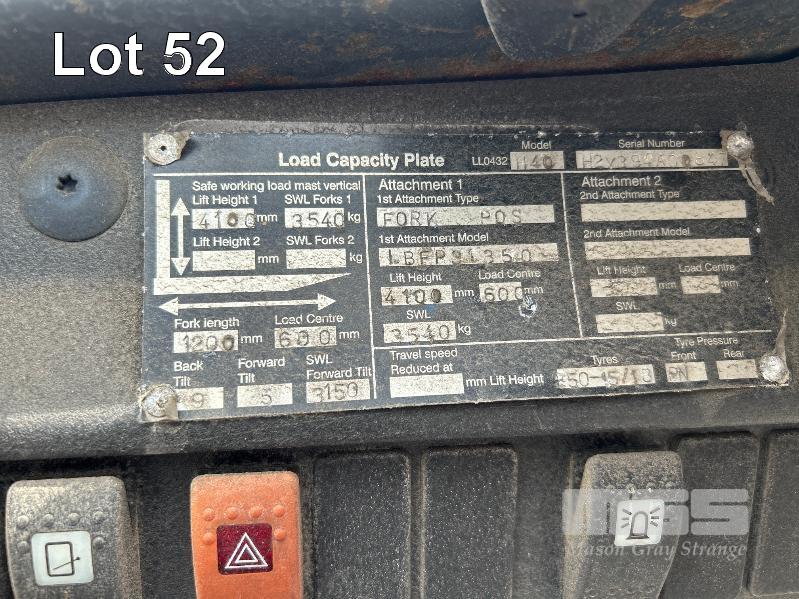 Lot 52
Load Capacity Plate LL0432
Model
H40
Serial Number
Safe working load mast vertical
Lift Height 1 SWL Forks 1
4100 mm 3540 kg
Lift Height 2 SWL Forks 2
mm kg
Fork length Load Centre
1200 mm 600 mm
Back Tilt Forward Tilt SWL Forward Tilt
9 5 3150
Attachment 1
1st Attachment Type
FORK POS
1st Attachment Model
Lift Height Load Centre
4100 mm 600 mm
SWL
3540 kg
Attachment 2
2nd Attachment Type
2nd Attachment Model
Lift Height Load Centre
mm
SWL
kg
Travel speed
Reduced at mm Lift Height
Tyres
Tyre Pressure
Front Rear
PN
MGS
Mason Gray Strange